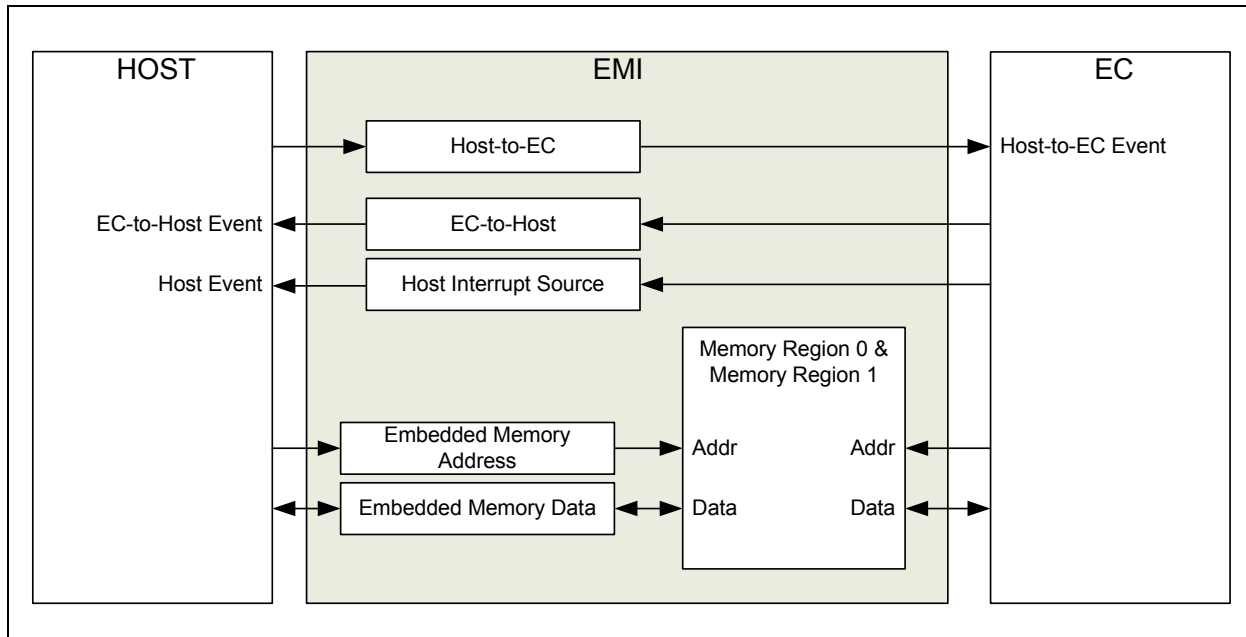 HOST
EMI
EC
Host-to-EC
Host-to-EC Event
EC-to-Host Event
EC-to-Host
Host Event
Host Interrupt Source
Memory Region 0 &
Memory Region 1
Embedded Memory
Address
Addr
Addr
Embedded Memory Data
Data
Data